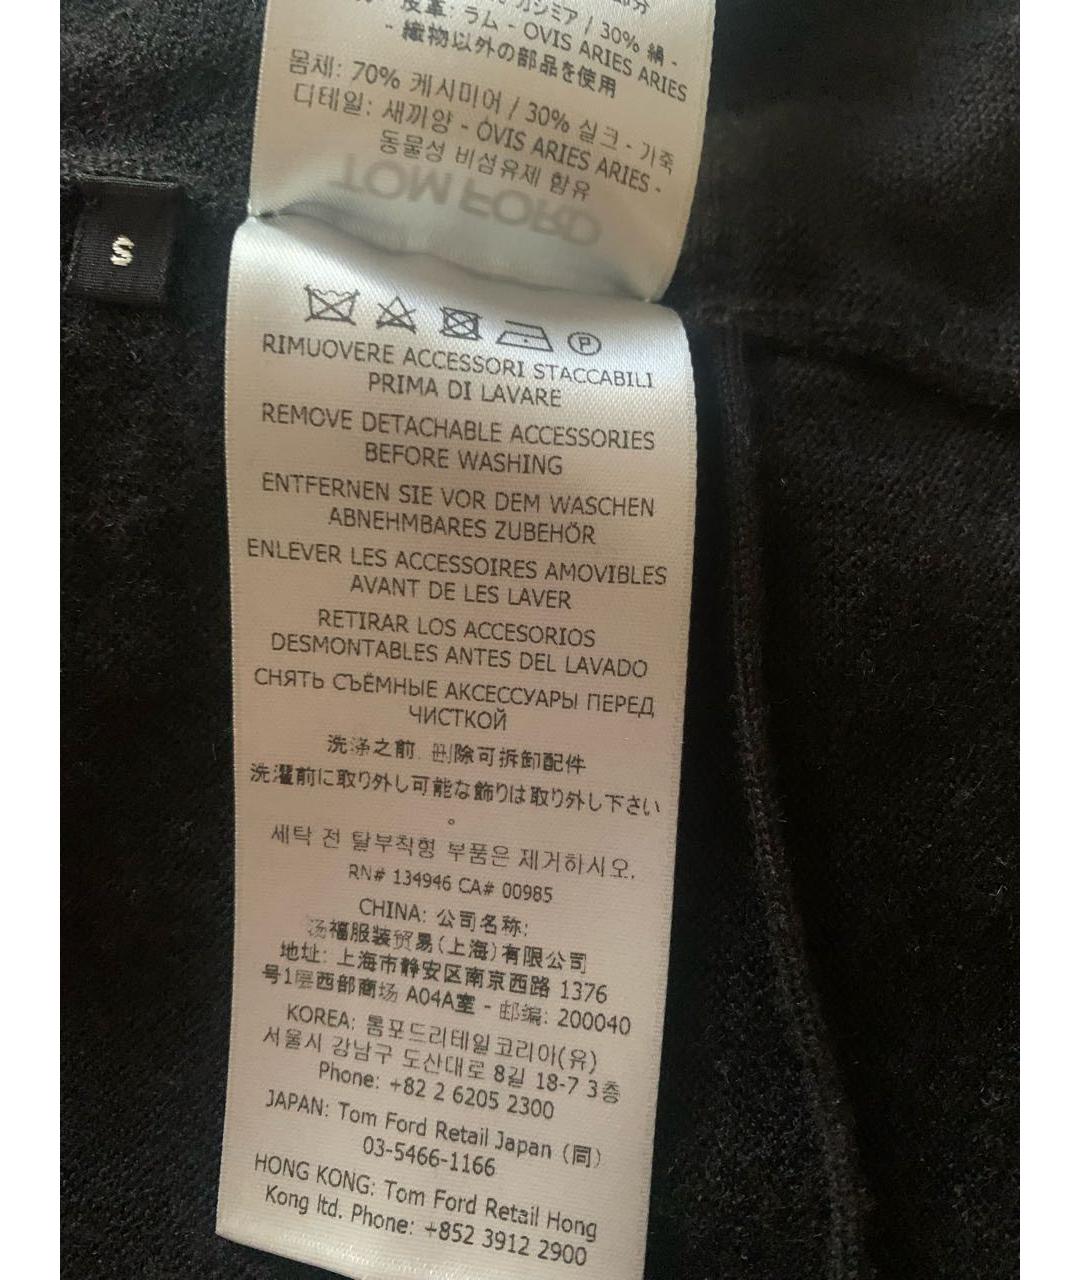 カシミア / 30% 絹 -
皮革: ラム - OVIS ARIES ARIES
- 織物以外の部品を使用
몸체: 70% 케시미어 / 30% 실크 - 가죽
디테일: 새끼양 - OVIS ARIES ARIES -
동물성 비섬유제 함유
TOM FORD
S
P
RIMUOVERE ACCESSORI STACCABILI
PRIMA DI LAVARE
REMOVE DETACHABLE ACCESSORIES
BEFORE WASHING
ENTFERNEN SIE VOR DEM WASCHEN
ABNEHMBARES ZUBEHÖR
ENLEVER LES ACCESSOIRES AMOVIBLES
AVANT DE LES LAVER
RETIRAR LOS ACCESORIOS
DESMONTABLES ANTES DEL LAVADO
СНЯТЬ СЪЁМНЫЕ АКСЕССУАРЫ ПЕРЕД
ЧИСТКОЙ
洗涤之前 删除可拆卸配件
洗濯前に取り外し可能な飾りは取り外し下さい
。
세탁 전 탈부착형 부품은 제거하시오.
RN# 134946 CA# 00985
CHINA: 公司名称:
汤福服装贸易(上海)有限公司
地址: 上海市静安区南京西路 1376
号1层西部商场 A04A室 - 邮编: 200040
KOREA: 톰포드리테일코리아(유)
서울시 강남구 도산대로 8길 18-7 3층
Phone: +82 2 6205 2300
JAPAN: Tom Ford Retail Japan (同)
03-5466-1166
HONG KONG: Tom Ford Retail Hong
Kong ltd. Phone: +852 3912 2900